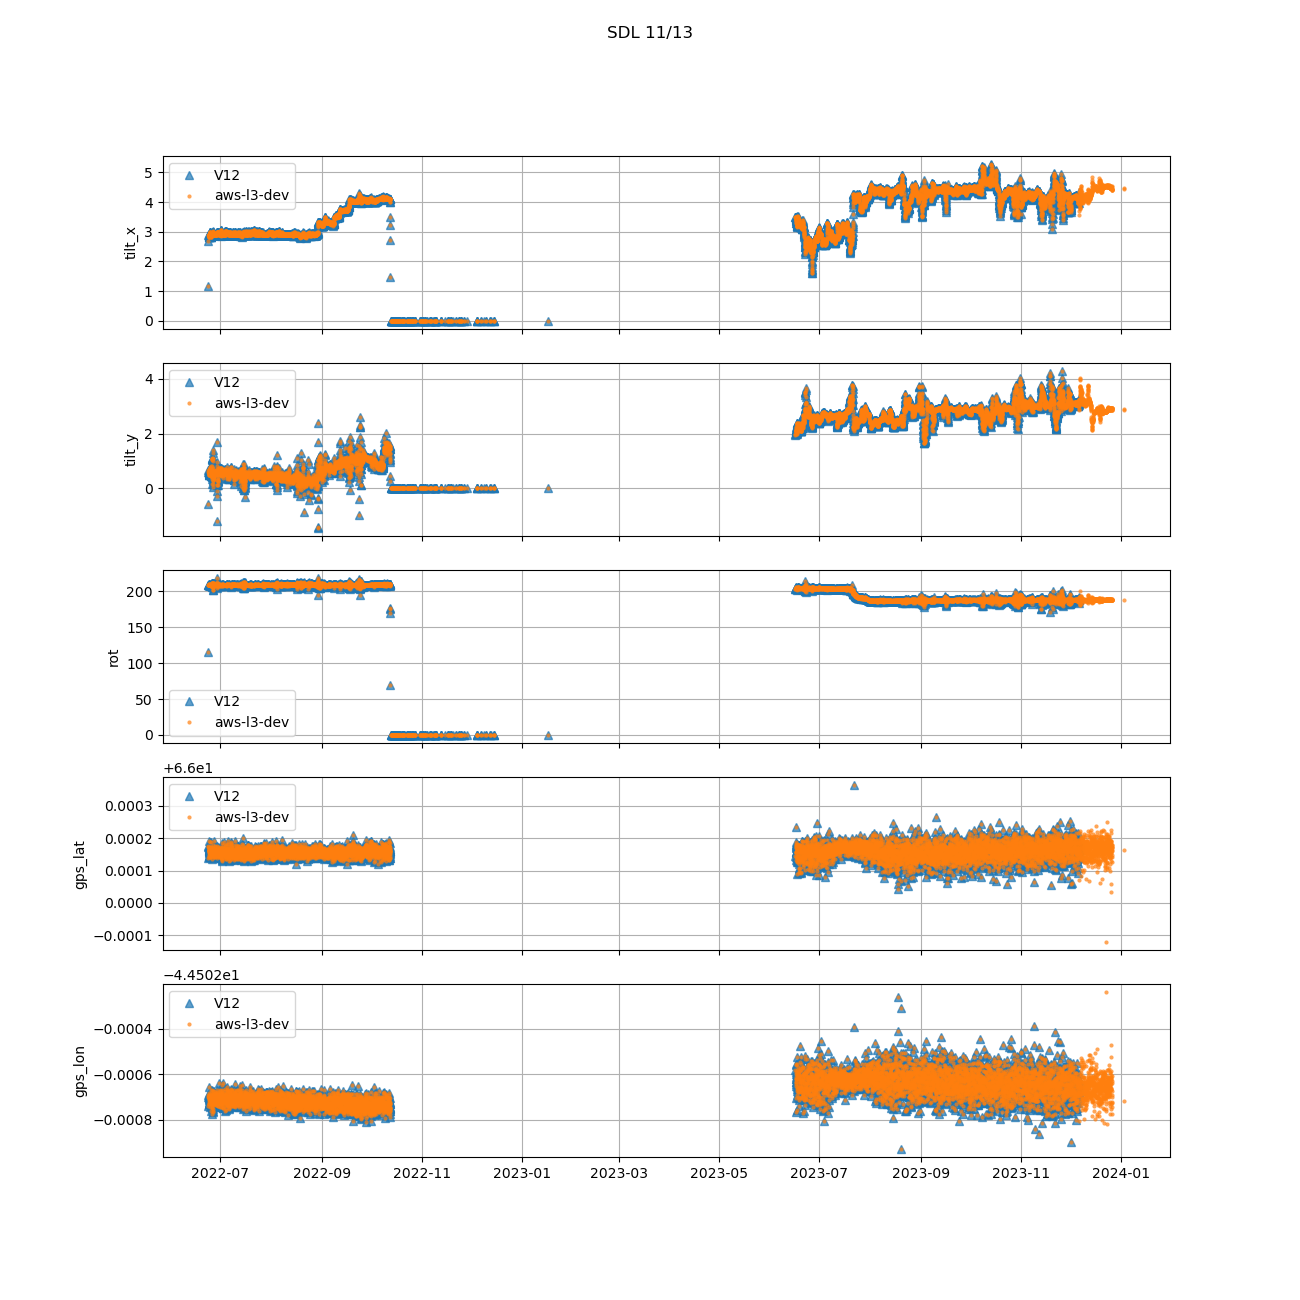 SDL 11/13
5
4
3
2
1
0
tilt_x
V12
aws-l3-dev
4
2
0
tilt_y
V12
aws-l3-dev
200
150
100
50
0
rot
V12
aws-l3-dev
+6.6e1
0.0003
0.0002
0.0001
0.0000
−0.0001
gps_lat
V12
aws-l3-dev
−4.4502e1
−0.0004
−0.0006
−0.0008
gps_lon
V12
aws-l3-dev
2022-07 2022-09 2022-11 2023-01 2023-03 2023-05 2023-07 2023-09 2023-11 2024-01